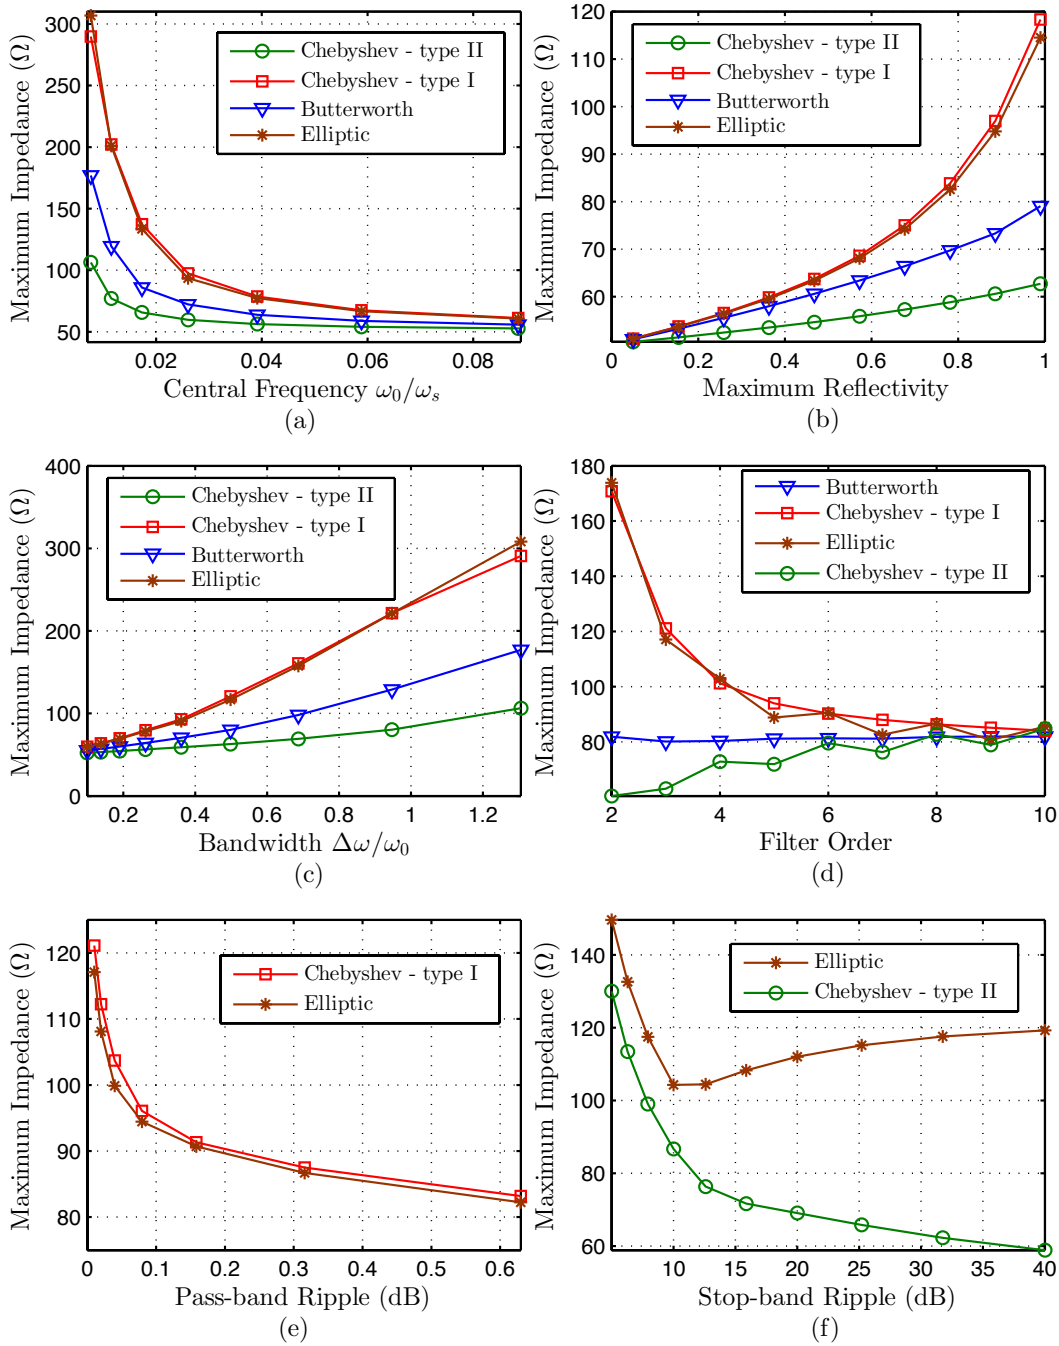 Maximum Impedance (Ω)
300
250
200
150
100
50
Chebyshev - type II
Chebyshev - type I
Butterworth
Elliptic
0.02
0.04
0.06
0.08
Central Frequency ω₀/ωₛ
(a)
Maximum Impedance (Ω)
120
110
100
90
80
70
60
Chebyshev - type II
Chebyshev - type I
Butterworth
Elliptic
0
0.2
0.4
0.6
0.8
1
Maximum Reflectivity
(b)
Maximum Impedance (Ω)
400
300
200
100
0
Chebyshev - type II
Chebyshev - type I
Butterworth
Elliptic
0.2
0.4
0.6
0.8
1
1.2
Bandwidth Δω/ω₀
(c)
Maximum Impedance (Ω)
180
160
140
120
100
80
Butterworth
Chebyshev - type I
Elliptic
Chebyshev - type II
2
4
6
8
10
Filter Order
(d)
Maximum Impedance (Ω)
120
110
100
90
80
Chebyshev - type I
Elliptic
0
0.1
0.2
0.3
0.4
0.5
0.6
Pass-band Ripple (dB)
(e)
Maximum Impedance (Ω)
140
120
100
80
60
Elliptic
Chebyshev - type II
10
15
20
25
30
35
40
Stop-band Ripple (dB)
(f)